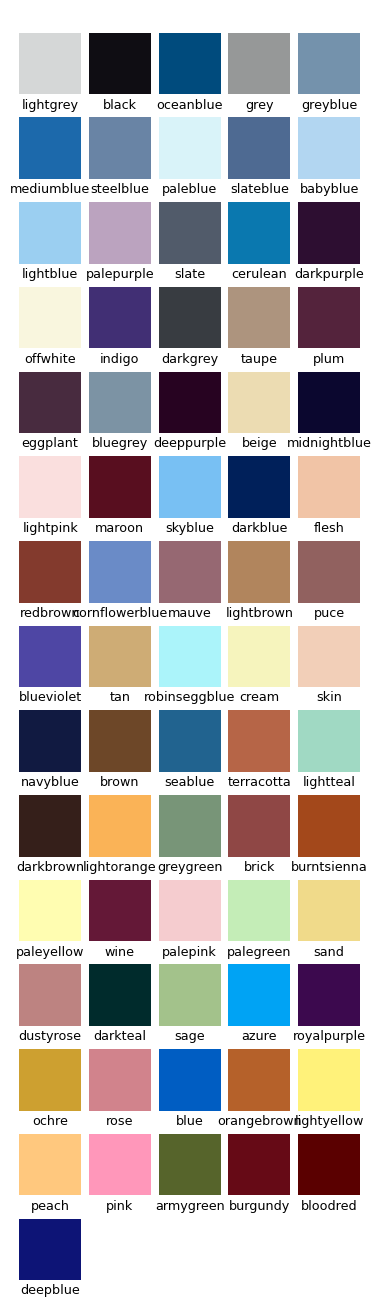 lightgrey black oceanblue grey greyblue
mediumblue steelblue paleblue slateblue babyblue
lightblue palepurple slate cerulean darkpurple
offwhite indigo darkgrey taupe plum
eggplant bluegrey deeppurple beige midnightblue
lightpink maroon skyblue darkblue flesh
redbrown cornflowerblue mauve lightbrown puce
blueviolet tan robinseggblue cream skin
navyblue brown seablue terracotta lightteal
darkbrown lightorange greygreen brick burntsienna
paleyellow wine palepink palegreen sand
dustyrose darkteal sage azure royalpurple
ochre rose blue orangebrown lightyellow
peach pink armygreen burgundy bloodred
deepblue